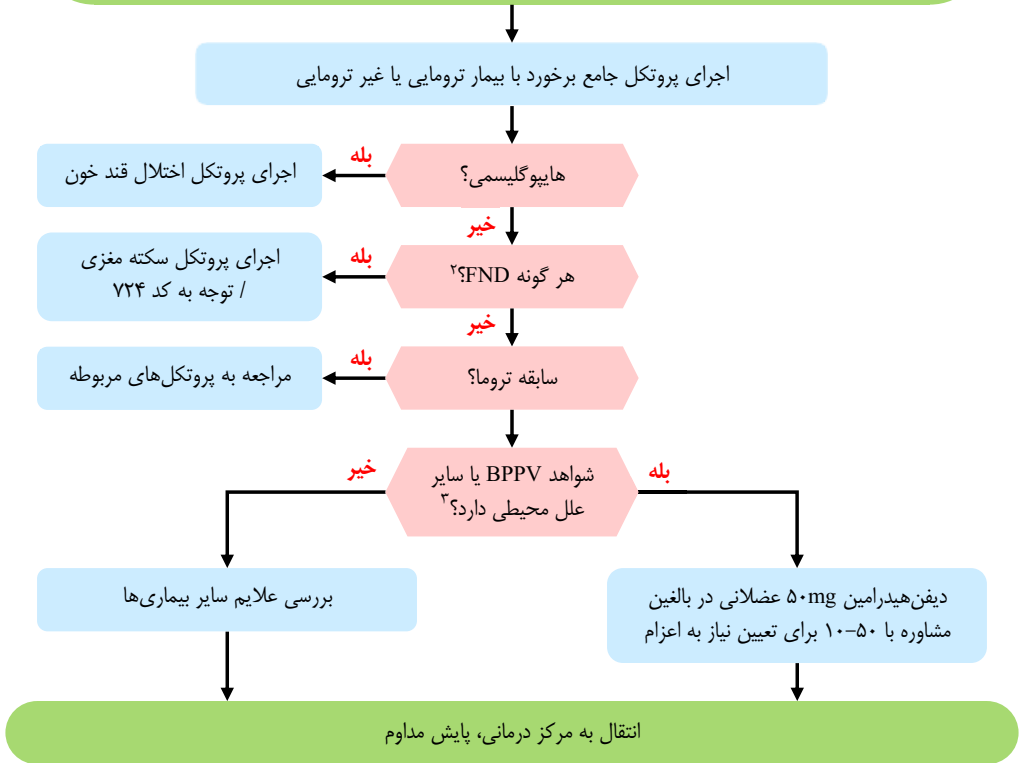 اجرای پروتکل جامع برخورد با بیمار ترومایی یا غیر ترومایی
هایپوگلیسمی؟
بله
اجرای پروتکل اختلال قند خون
خیر
هر گونه FND؟۲
بله
اجرای پروتکل سکته مغزی
/ توجه به کد ۷۲۴
خیر
سابقه تروما؟
بله
مراجعه به پروتکل‌های مربوطه
شواهد BPPV یا سایر
علل محیطی دارد؟۳
بله
خیر
دیفن‌هیدرامین ۵۰mg عضلانی در بالغین
مشاوره با ۵۰–۱۰ برای تعیین نیاز به اعزام
بررسی علایم سایر بیماری‌ها
انتقال به مرکز درمانی، پایش مداوم